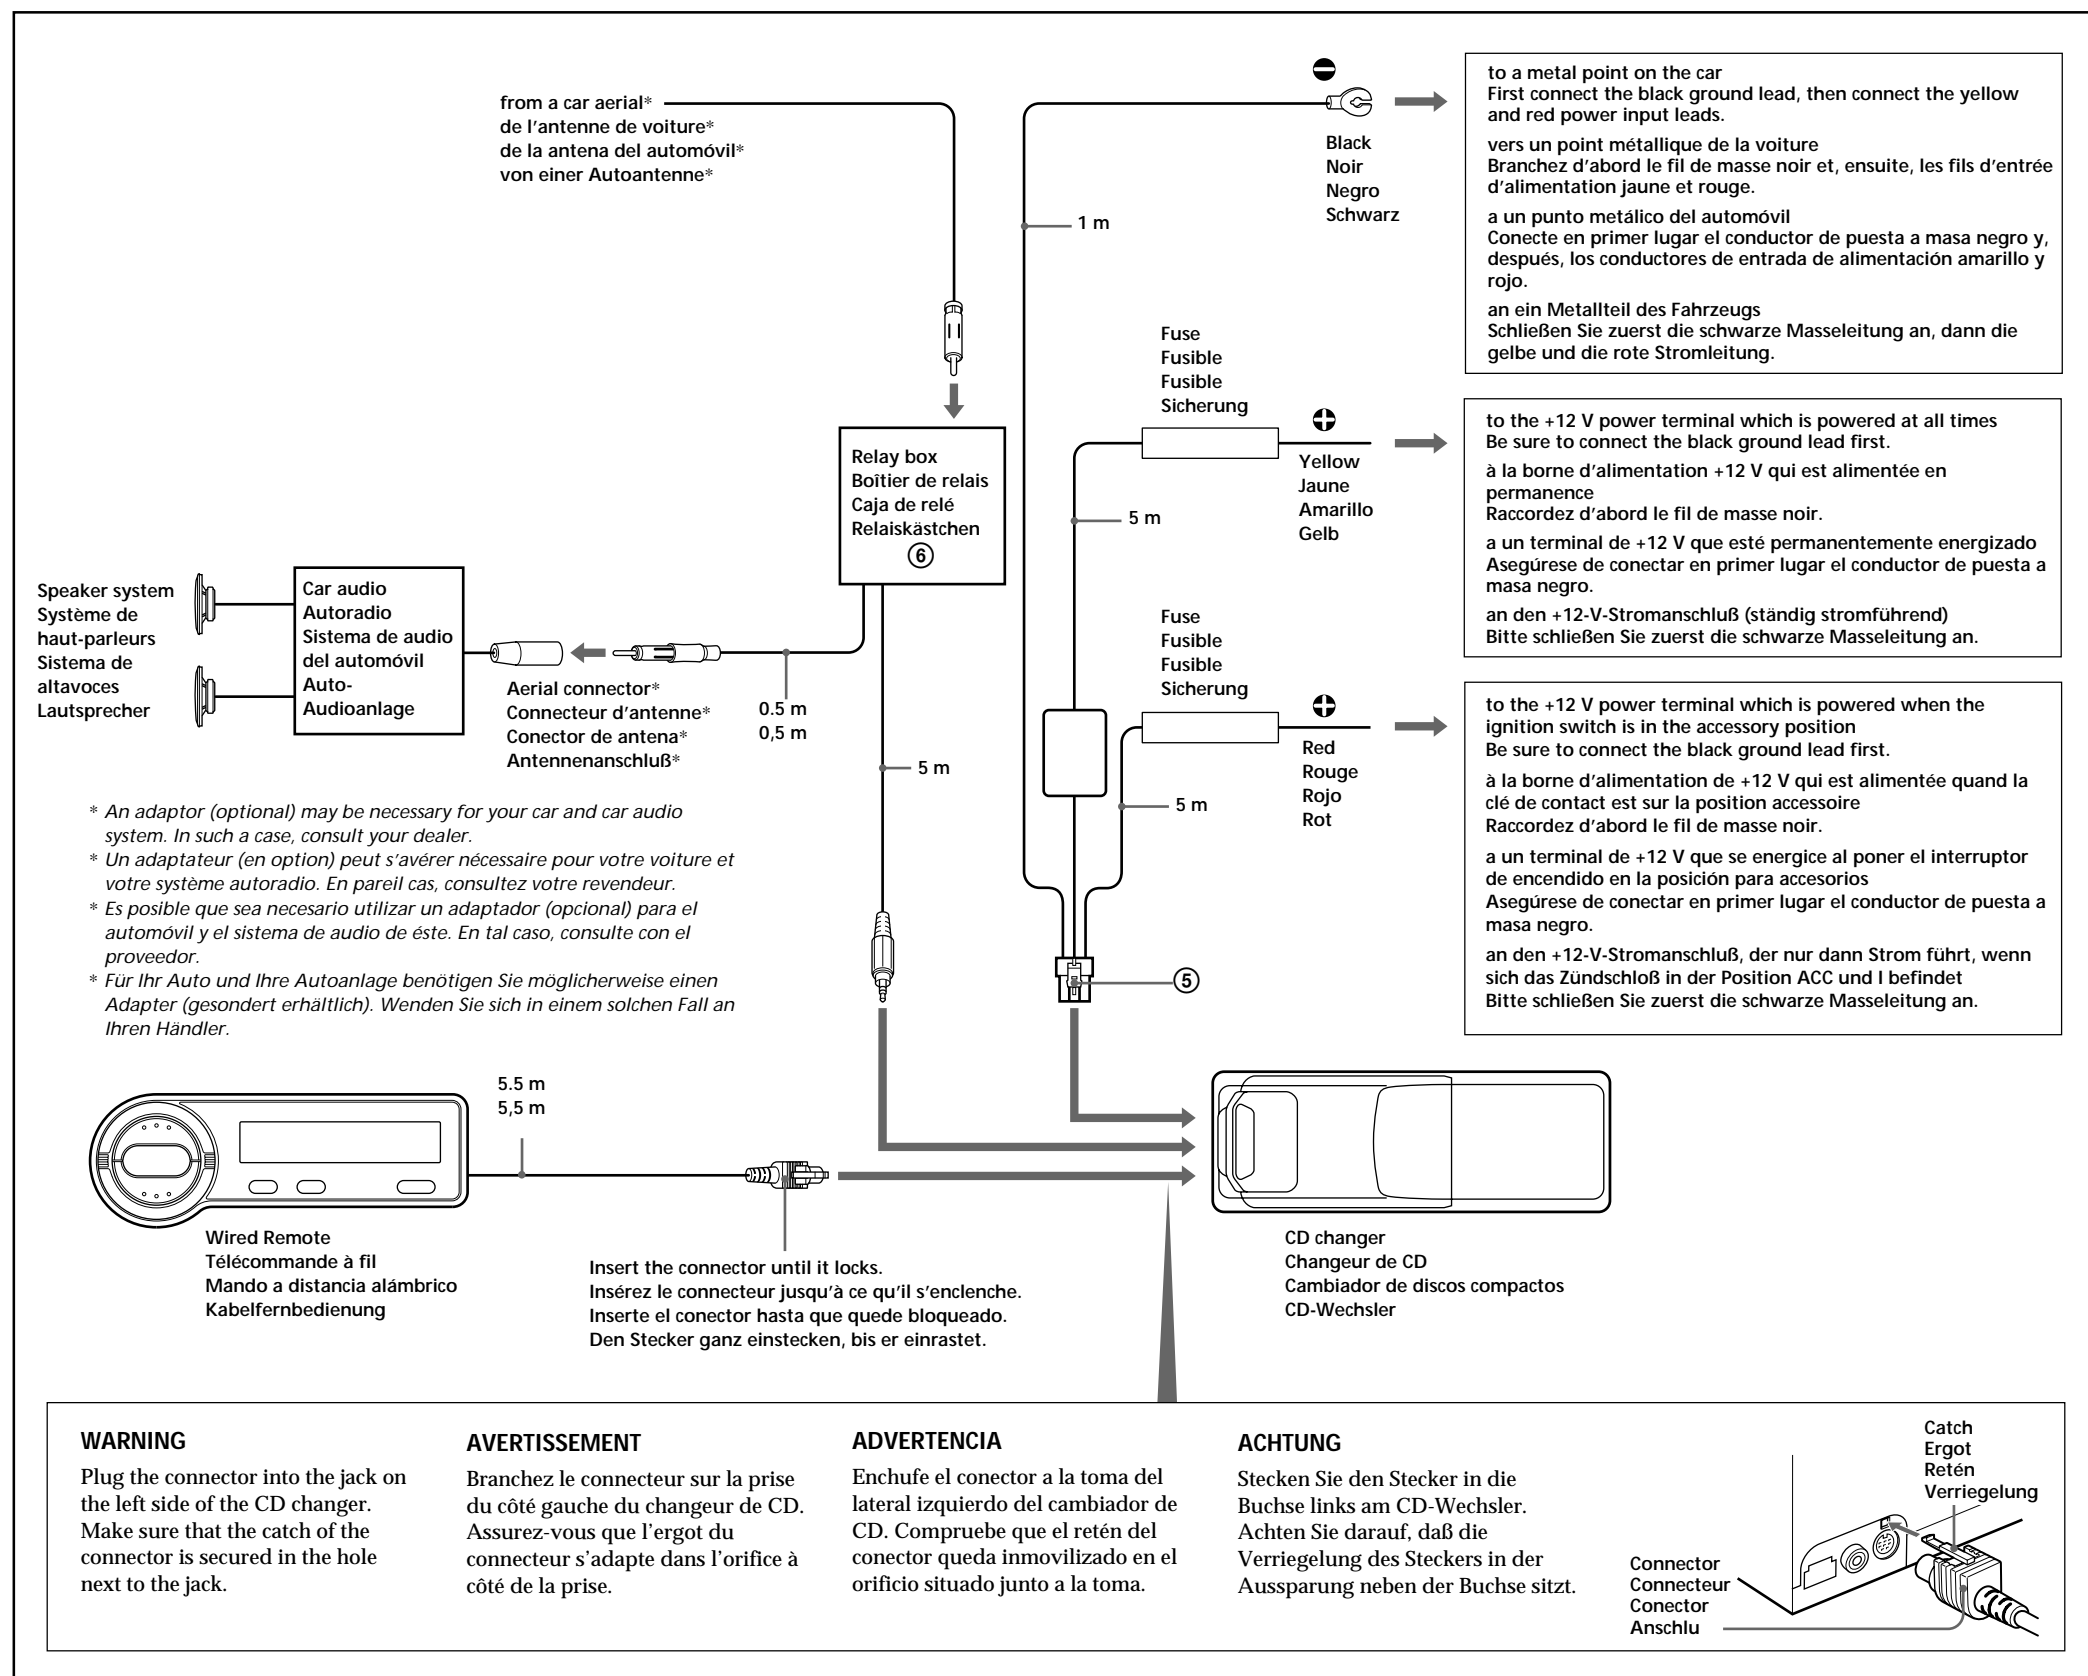 from a car aerial*
de l'antenne de voiture*
de la antena del automóvil*
von einer Autoantenne*
Black
Noir
Negro
Schwarz
1 m
to a metal point on the car
First connect the black ground lead, then connect the yellow
and red power input leads.
vers un point métallique de la voiture
Branchez d'abord le fil de masse noir et, ensuite, les fils d'entrée
d'alimentation jaune et rouge.
a un punto metálico del automóvil
Conecte en primer lugar el conductor de puesta a masa negro y,
después, los conductores de entrada de alimentación amarillo y
rojo.
an ein Metallteil des Fahrzeugs
Schließen Sie zuerst die schwarze Masseleitung an, dann die
gelbe und die rote Stromleitung.
Fuse
Fusible
Fusible
Sicherung
Yellow
Jaune
Amarillo
Gelb
5 m
to the +12 V power terminal which is powered at all times
Be sure to connect the black ground lead first.
à la borne d'alimentation +12 V qui est alimentée en
permanence
Raccordez d'abord le fil de masse noir.
a un terminal de +12 V que esté permanentemente energizado
Asegúrese de conectar en primer lugar el conductor de puesta a
masa negro.
an den +12-V-Stromanschluß (ständig stromführend)
Bitte schließen Sie zuerst die schwarze Masseleitung an.
Relay box
Boîtier de relais
Caja de relé
Relaiskästchen
6
Speaker system
Système de
haut-parleurs
Sistema de
altavoces
Lautsprecher
Car audio
Autoradio
Sistema de audio
del automóvil
Auto-
Audioanlage
Aerial connector*
Connecteur d'antenne*
Conector de antena*
Antennenanschluß*
0.5 m
0,5 m
5 m
Fuse
Fusible
Fusible
Sicherung
Red
Rouge
Rojo
Rot
5 m
to the +12 V power terminal which is powered when the
ignition switch is in the accessory position
Be sure to connect the black ground lead first.
à la borne d'alimentation de +12 V qui est alimentée quand la
clé de contact est sur la position accessoire
Raccordez d'abord le fil de masse noir.
a un terminal de +12 V que se energice al poner el interruptor
de encendido en la posición para accesorios
Asegúrese de conectar en primer lugar el conductor de puesta a
masa negro.
an den +12-V-Stromanschluß, der nur dann Strom führt, wenn
sich das Zündschloß in der Position ACC und I befindet
Bitte schließen Sie zuerst die schwarze Masseleitung an.
* An adaptor (optional) may be necessary for your car and car audio
system. In such a case, consult your dealer.
* Un adaptateur (en option) peut s'avérer nécessaire pour votre voiture et
votre système autoradio. En pareil cas, consultez votre revendeur.
* Es posible que sea necesario utilizar un adaptador (opcional) para el
automóvil y el sistema de audio de éste. En tal caso, consulte con el
proveedor.
* Für Ihr Auto und Ihre Autoanlage benötigen Sie möglicherweise einen
Adapter (gesondert erhältlich). Wenden Sie sich in einem solchen Fall an
Ihren Händler.
5
5.5 m
5,5 m
Wired Remote
Télécommande à fil
Mando a distancia alámbrico
Kabelfernbedienung
Insert the connector until it locks.
Insérez le connecteur jusqu'à ce qu'il s'enclenche.
Inserte el conector hasta que quede bloqueado.
Den Stecker ganz einstecken, bis er einrastet.
CD changer
Changeur de CD
Cambiador de discos compactos
CD-Wechsler
WARNING
Plug the connector into the jack on
the left side of the CD changer.
Make sure that the catch of the
connector is secured in the hole
next to the jack.
AVERTISSEMENT
Branchez le connecteur sur la prise
du côté gauche du changeur de CD.
Assurez-vous que l'ergot du
connecteur s'adapte dans l'orifice à
côté de la prise.
ADVERTENCIA
Enchufe el conector a la toma del
lateral izquierdo del cambiador de
CD. Compruebe que el retén del
conector queda inmovilizado en el
orificio situado junto a la toma.
ACHTUNG
Stecken Sie den Stecker in die
Buchse links am CD-Wechsler.
Achten Sie darauf, daß die
Verriegelung des Steckers in der
Aussparung neben der Buchse sitzt.
Catch
Ergot
Retén
Verriegelung
Connector
Connecteur
Conector
Anschlu